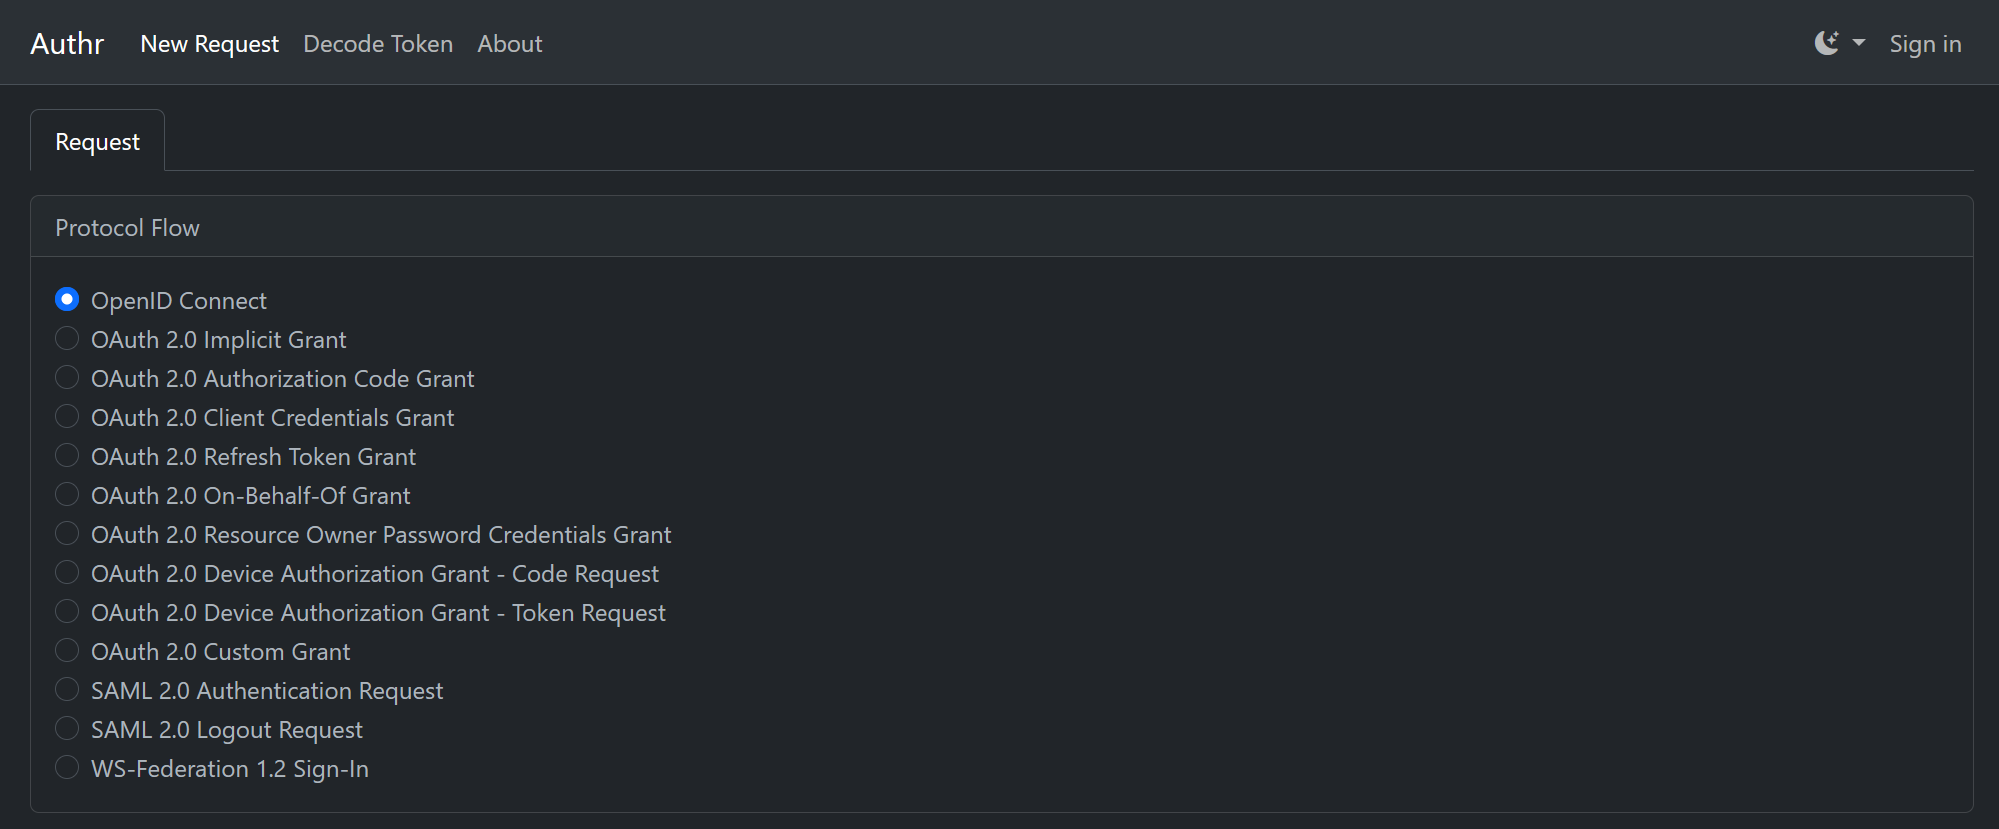 Authr New Request Decode Token About Sign in
Request
Protocol Flow
OpenID Connect
OAuth 2.0 Implicit Grant
OAuth 2.0 Authorization Code Grant
OAuth 2.0 Client Credentials Grant
OAuth 2.0 Refresh Token Grant
OAuth 2.0 On-Behalf-Of Grant
OAuth 2.0 Resource Owner Password Credentials Grant
OAuth 2.0 Device Authorization Grant - Code Request
OAuth 2.0 Device Authorization Grant - Token Request
OAuth 2.0 Custom Grant
SAML 2.0 Authentication Request
SAML 2.0 Logout Request
WS-Federation 1.2 Sign-In